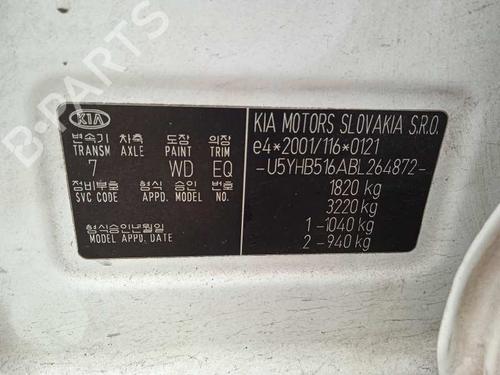 B-PARTS
KIA
변속기 차축 도장 의장
TRANSM AXLE PAINT TRIM
7 WD EQ
정비부호 형식 승인 번호
SVC CODE APPD. MODEL NO.
형식승인년월일
MODEL APPD. DATE
KIA MOTORS SLOVAKIA S.R.O.
e4*2001/116*0121
-U5YHB516ABL264872-
1820 kg
3220 kg
1-1040 kg
2-940 kg